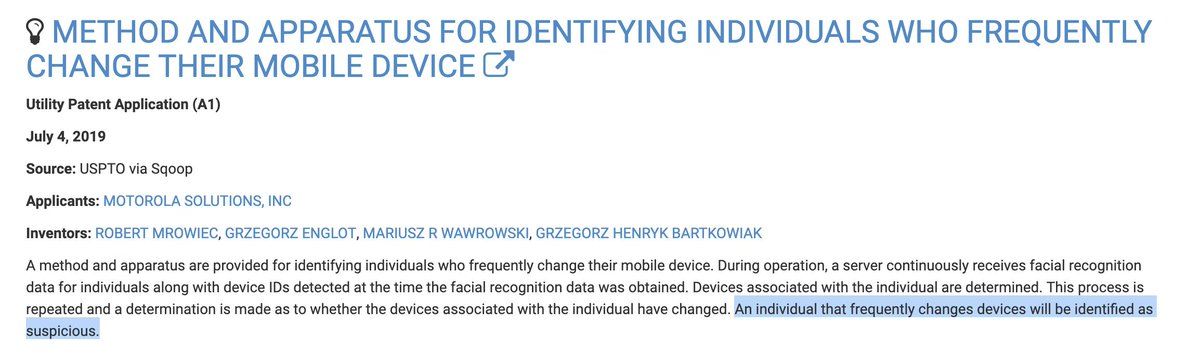 METHOD AND APPARATUS FOR IDENTIFYING INDIVIDUALS WHO FREQUENTLY
CHANGE THEIR MOBILE DEVICE
Utility Patent Application (A1)
July 4, 2019
Source: USPTO via Sqoop
Applicants: MOTOROLA SOLUTIONS, INC
Inventors: ROBERT MROWIEC, GRZEGORZ ENGLOT, MARIUSZ R WAWROWSKI, GRZEGORZ HENRYK BARTKOWIAK
A method and apparatus are provided for identifying individuals who frequently change their mobile device. During operation, a server continuously receives facial recognition
data for individuals along with device IDs detected at the time the facial recognition data was obtained. Devices associated with the individual are determined. This process is
repeated and a determination is made as to whether the devices associated with the individual have changed. An individual that frequently changes devices will be identified as
suspicious.